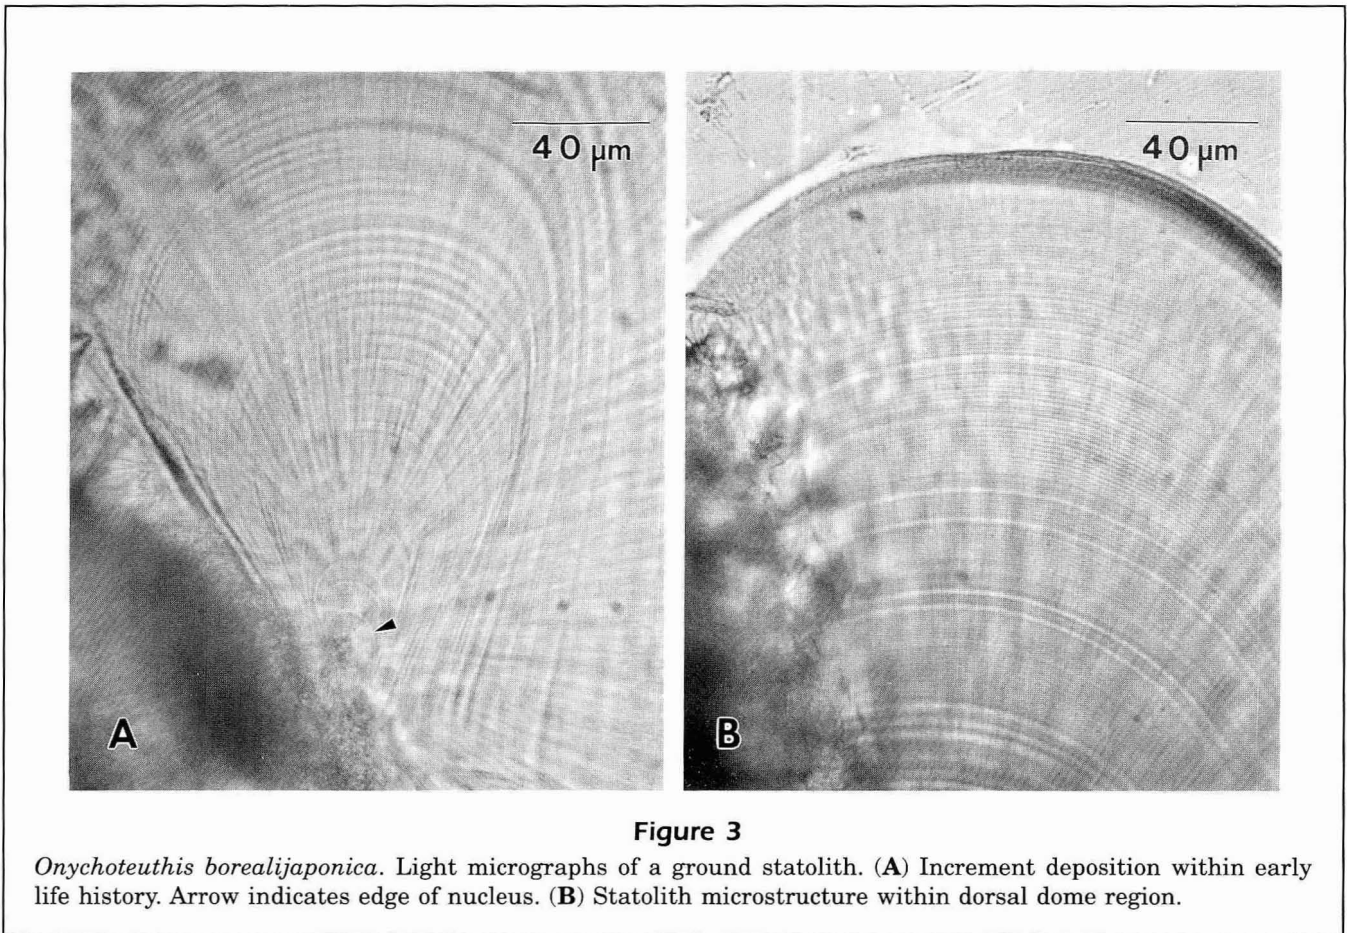 40 µm
40 µm
A
B
Figure 3
Onychoteuthis borealijaponica. Light micrographs of a ground statolith. (A) Increment deposition within early
life history. Arrow indicates edge of nucleus. (B) Statolith microstructure within dorsal dome region.